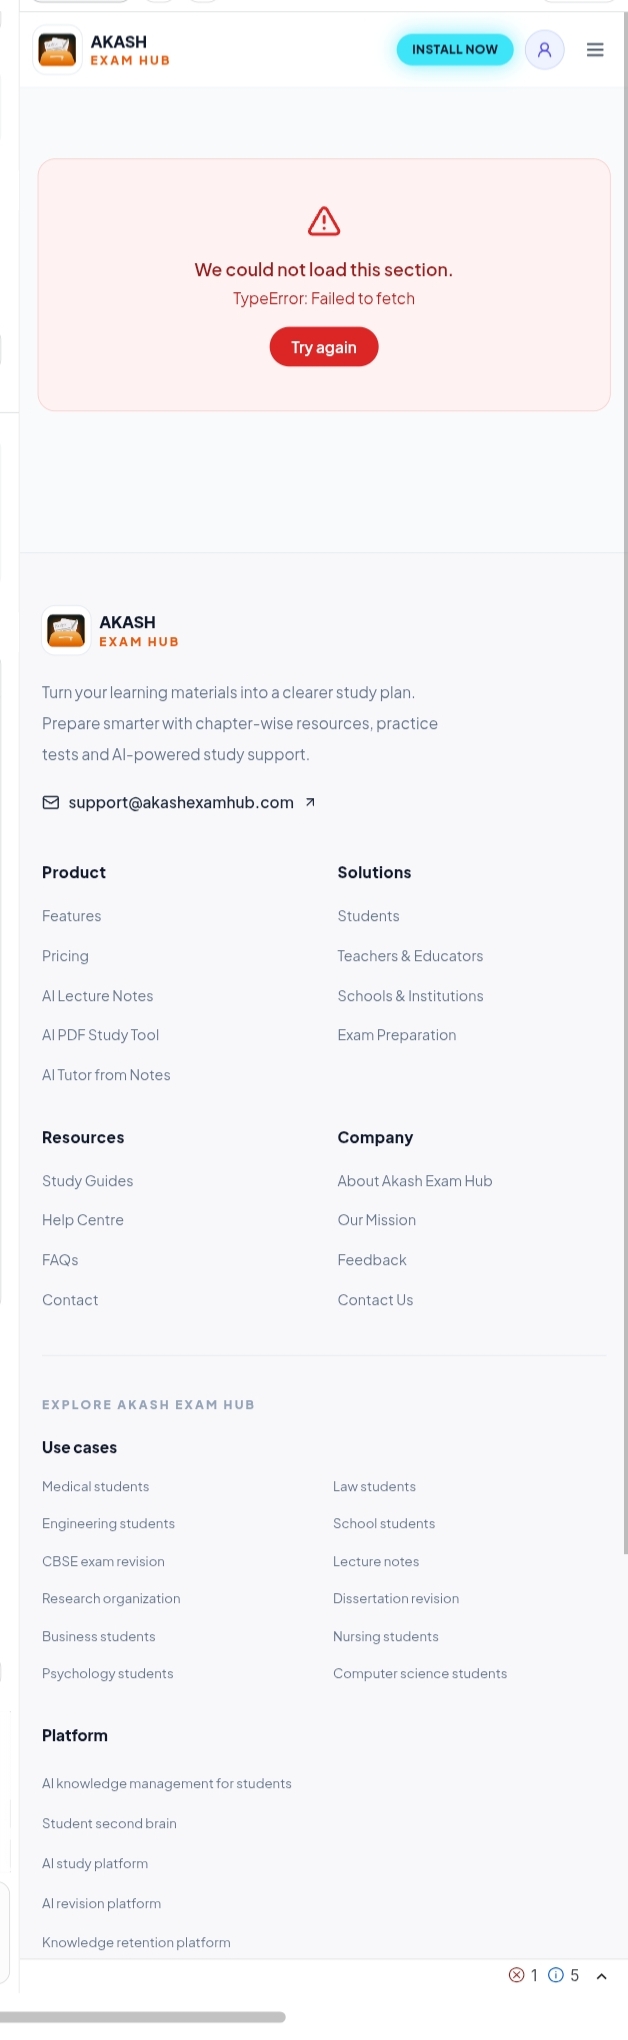 AKASH
EXAM HUB
INSTALL NOW
We could not load this section.
TypeError: Failed to fetch
Try again
AKASH
EXAM HUB
Turn your learning materials into a clearer study plan.
Prepare smarter with chapter-wise resources, practice
tests and AI-powered study support.
support@akashexamhub.com
Product
Features
Pricing
AI Lecture Notes
AI PDF Study Tool
AI Tutor from Notes
Solutions
Students
Teachers & Educators
Schools & Institutions
Exam Preparation
Resources
Study Guides
Help Centre
FAQs
Contact
Company
About Akash Exam Hub
Our Mission
Feedback
Contact Us
EXPLORE AKASH EXAM HUB
Use cases
Medical students
Law students
Engineering students
School students
CBSE exam revision
Lecture notes
Research organization
Dissertation revision
Business students
Nursing students
Psychology students
Computer science students
Platform
AI knowledge management for students
Student second brain
AI study platform
AI revision platform
Knowledge retention platform
1 5